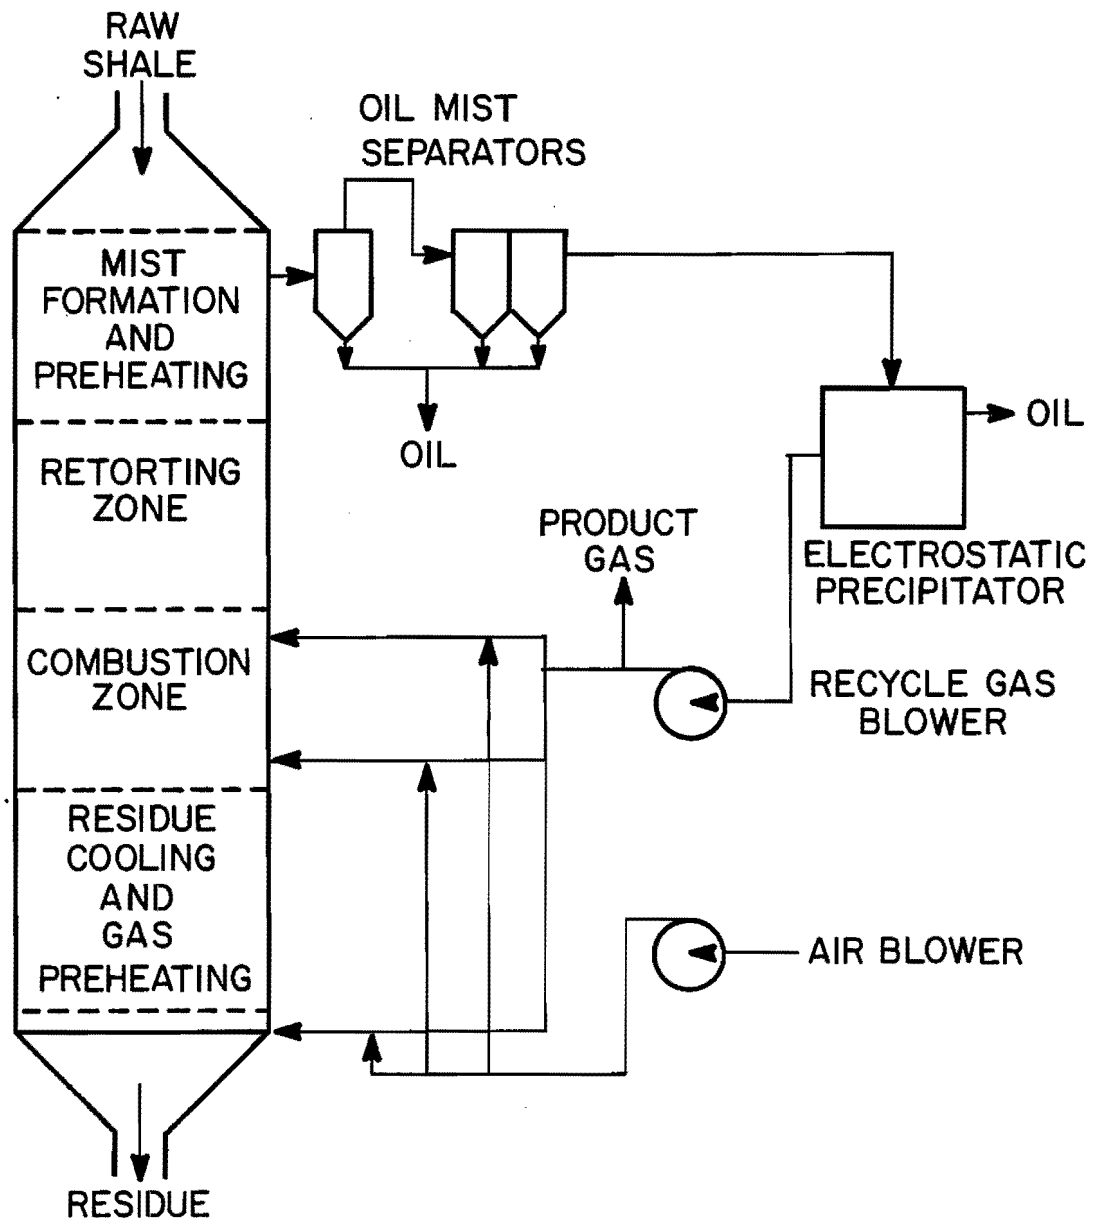 RAW
SHALE
OIL MIST
SEPARATORS
MIST
FORMATION
AND
PREHEATING
OIL
OIL
RETORTING
ZONE
PRODUCT
GAS
ELECTROSTATIC
PRECIPITATOR
COMBUSTION
ZONE
RECYCLE GAS
BLOWER
RESIDUE
COOLING
AND
GAS
PREHEATING
AIR BLOWER
RESIDUE